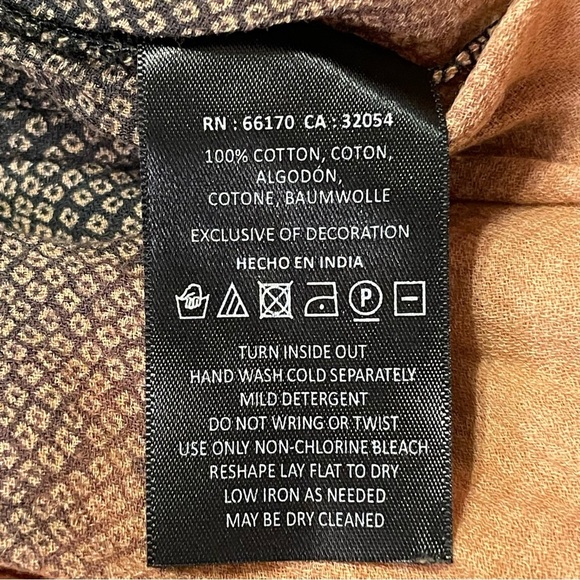 RN : 66170 CA : 32054
100% COTTON, COTON,
ALGODÓN,
COTONE, BAUMWOLLE
EXCLUSIVE OF DECORATION
HECHO EN INDIA
P
TURN INSIDE OUT
HAND WASH COLD SEPARATELY
MILD DETERGENT
DO NOT WRING OR TWIST
USE ONLY NON-CHLORINE BLEACH
RESHAPE LAY FLAT TO DRY
LOW IRON AS NEEDED
MAY BE DRY CLEANED